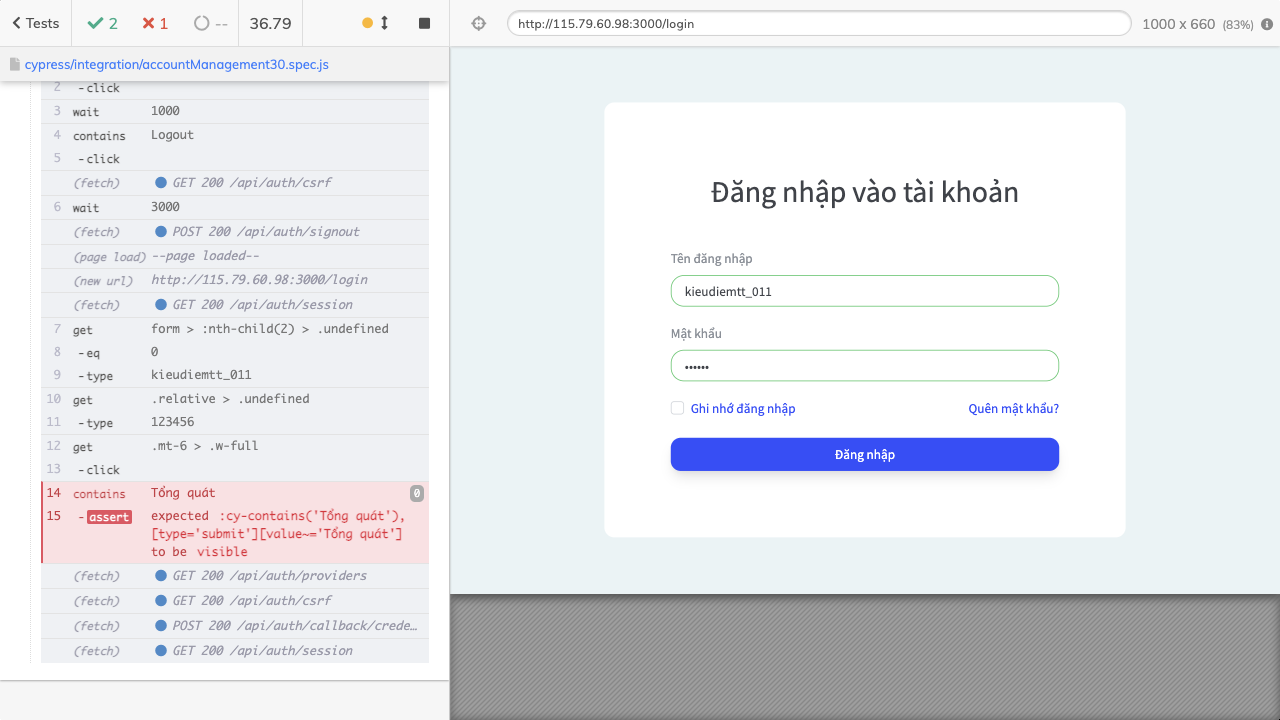 Tests
2
1
--
36.79
http://115.79.60.98:3000/login
1000 x 660 (83%)
cypress/integration/accountManagement30.spec.js
2 -click
3 wait 1000
4 contains Logout
5 -click
(fetch) GET 200 /api/auth/csrf
6 wait 3000
(fetch) POST 200 /api/auth/signout
(page load) --page loaded--
(new url) http://115.79.60.98:3000/login
(fetch) GET 200 /api/auth/session
7 get form > :nth-child(2) > .undefined
8 -eq 0
9 -type kieudiemtt_011
10 get .relative > .undefined
11 -type 123456
12 get .mt-6 > .w-full
13 -click
14 contains Tổng quát 0
15 -assert expected :cy-contains('Tổng quát'),
[type='submit'][value~='Tổng quát']
to be visible
(fetch) GET 200 /api/auth/providers
(fetch) GET 200 /api/auth/csrf
(fetch) POST 200 /api/auth/callback/crede…
(fetch) GET 200 /api/auth/session
Đăng nhập vào tài khoản
Tên đăng nhập
kieudiemtt_011
Mật khẩu
••••••
Ghi nhớ đăng nhập
Quên mật khẩu?
Đăng nhập